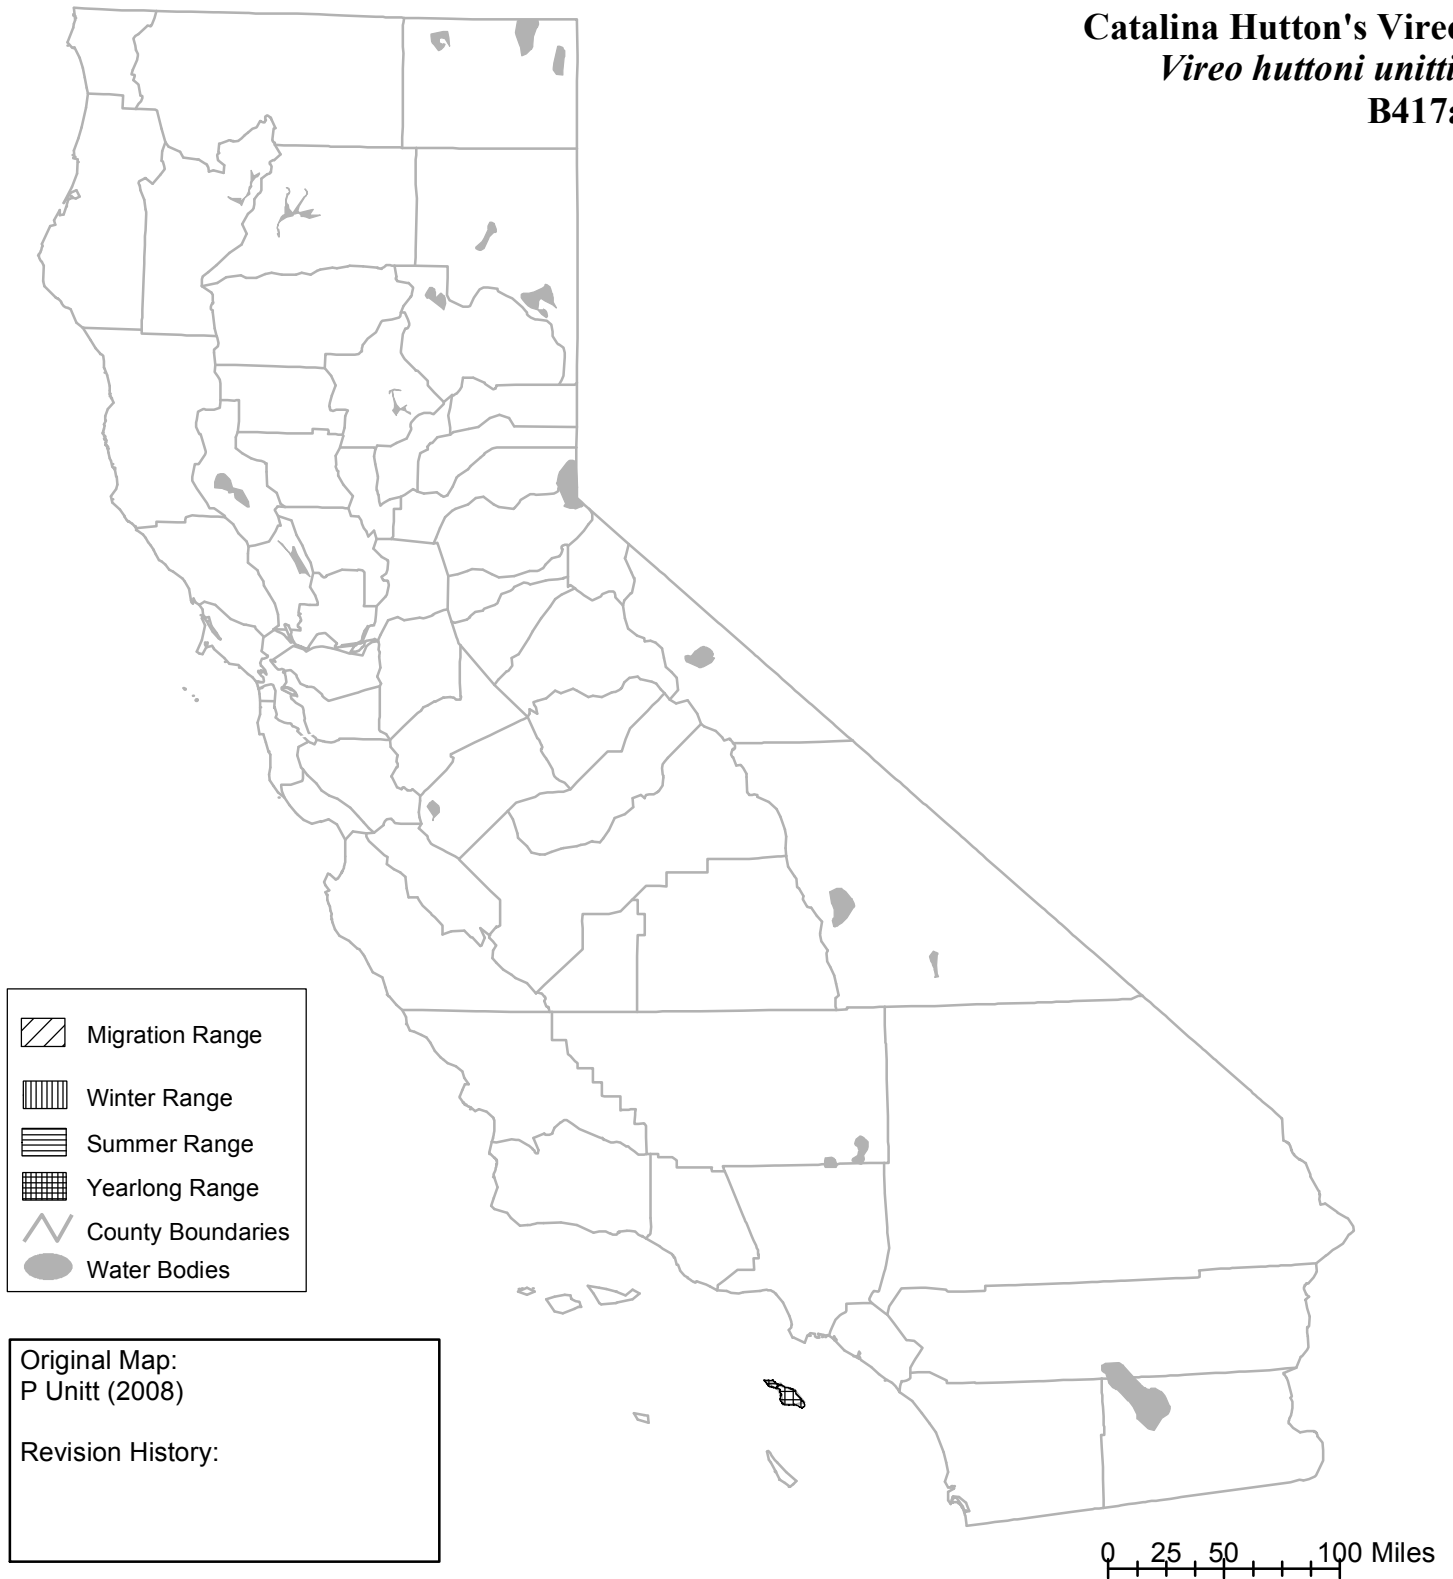 Catalina Hutton's Vireo
Vireo huttoni unitti
B417a
Migration Range
Winter Range
Summer Range
Yearlong Range
County Boundaries
Water Bodies
Original Map:
P Unitt (2008)
Revision History:
0 25 50 100 Miles